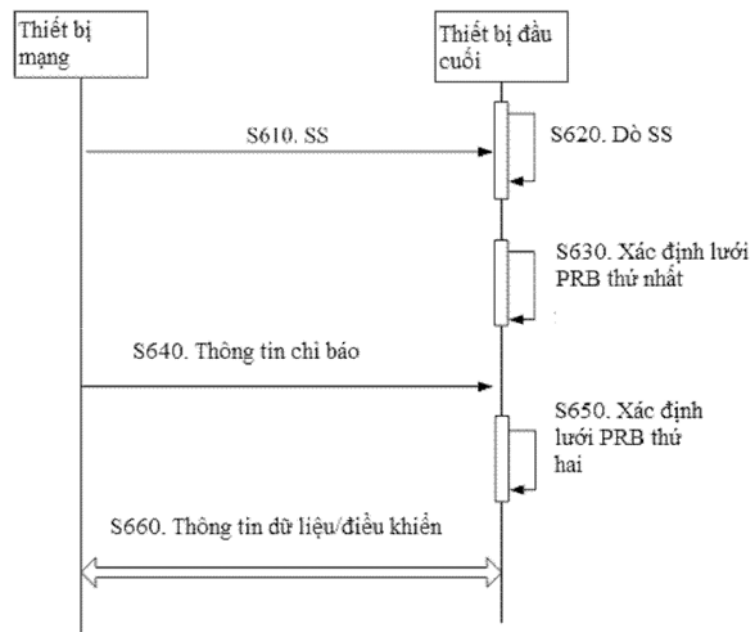 Thiết bị
mạng
Thiết bị đầu
cuối
S610. SS
S620. Dò SS
S630. Xác định lưới
PRB thứ nhất
S640. Thông tin chỉ báo
S650. Xác định
lưới PRB thứ
hai
S660. Thông tin dữ liệu/điều khiển